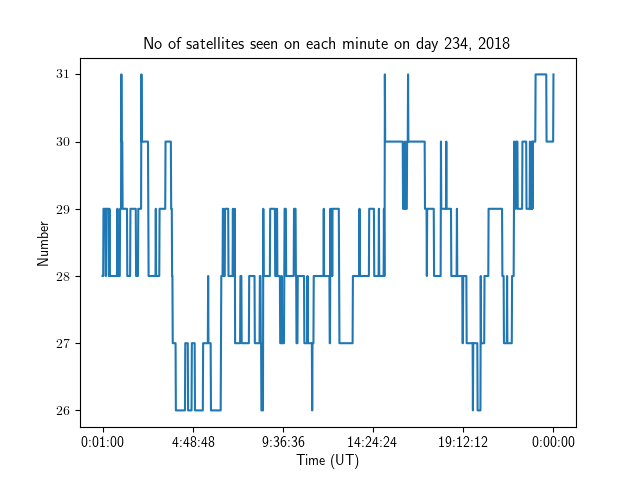 No of satellites seen on each minute on day 234, 2018
31
30
29
28
27
26
Number
0:01:00 4:48:48 9:36:36 14:24:24 19:12:12 0:00:00
Time (UT)